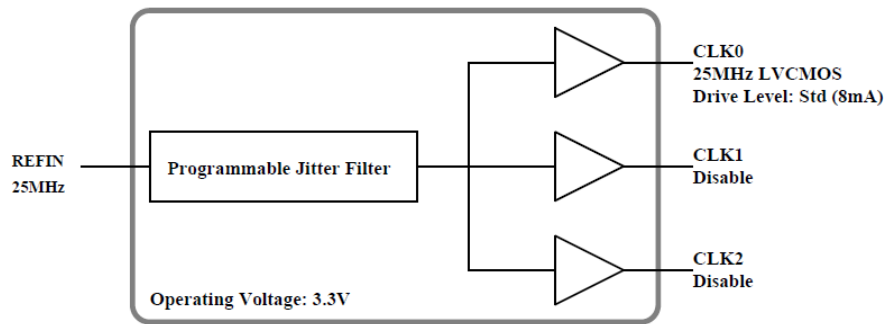 CLK0
25MHz LVCMOS
Drive Level: Std (8mA)
REFIN
25MHz
Programmable Jitter Filter
CLK1
Disable
CLK2
Disable
Operating Voltage: 3.3V